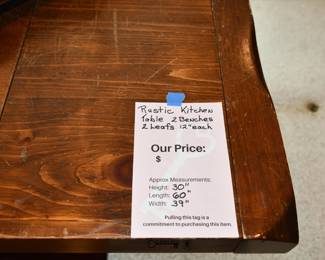 Rustic Kitchen
Table 2 Benches
2 Leafs 12" each
Our Price:
$
Approx Measurements:
Height: 30"
Length: 60"
Width: 39"
Pulling this tag is a
commitment to purchasing this item.